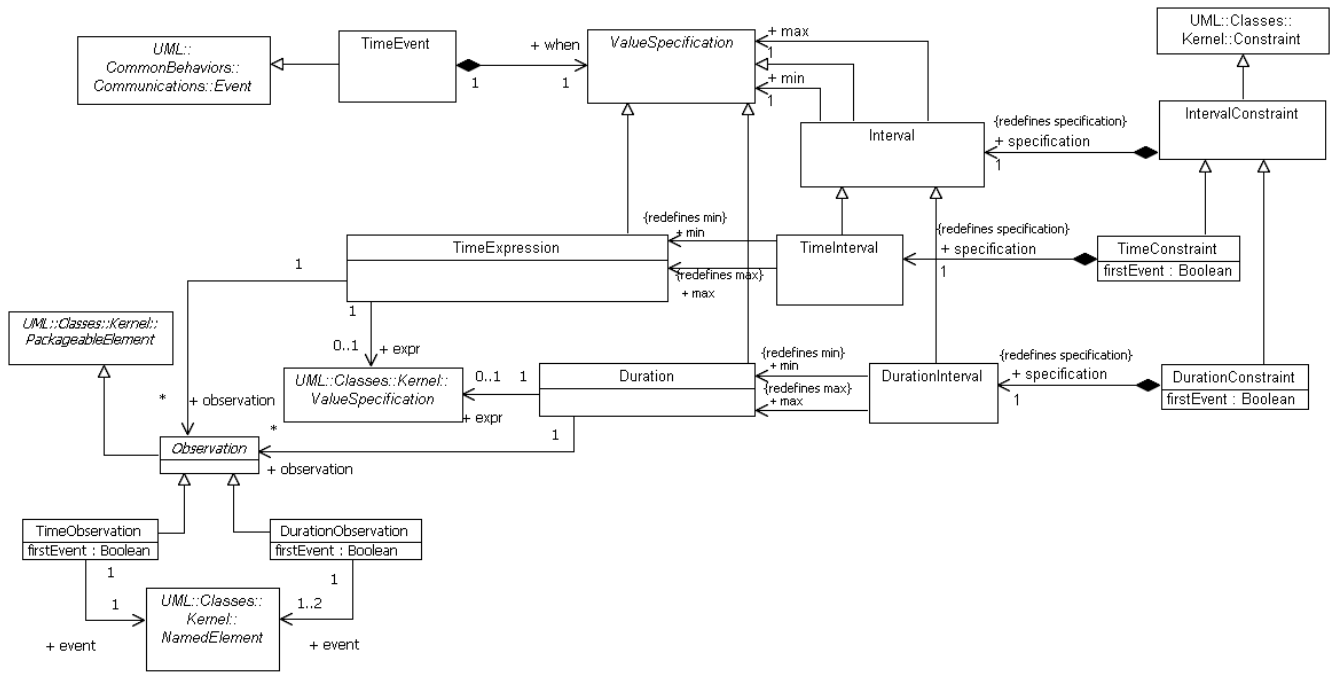 UML::
CommonBehaviors::
Communications::Event
TimeEvent
+ when
1
1
ValueSpecification
+ max
1
+ min
1
UML::Classes::
Kernel::Constraint
Interval
{redefines specification}
+ specification
1
IntervalConstraint
TimeExpression
{redefines min}
+ min
{redefines max}
+ max
TimeInterval
{redefines specification}
+ specification
1
TimeConstraint
firstEvent : Boolean
1
1
0..1
+ expr
UML::Classes::Kernel::
PackageableElement
UML::Classes::Kernel::
ValueSpecification
0..1
1
+ expr
Duration
{redefines min}
+ min
{redefines max}
+ max
DurationInterval
{redefines specification}
+ specification
1
DurationConstraint
firstEvent : Boolean
*
+ observation
*
1
+ observation
Observation
TimeObservation
firstEvent : Boolean
DurationObservation
firstEvent : Boolean
1
1
1
1..2
UML::Classes::
Kernel::
NamedElement
+ event
+ event